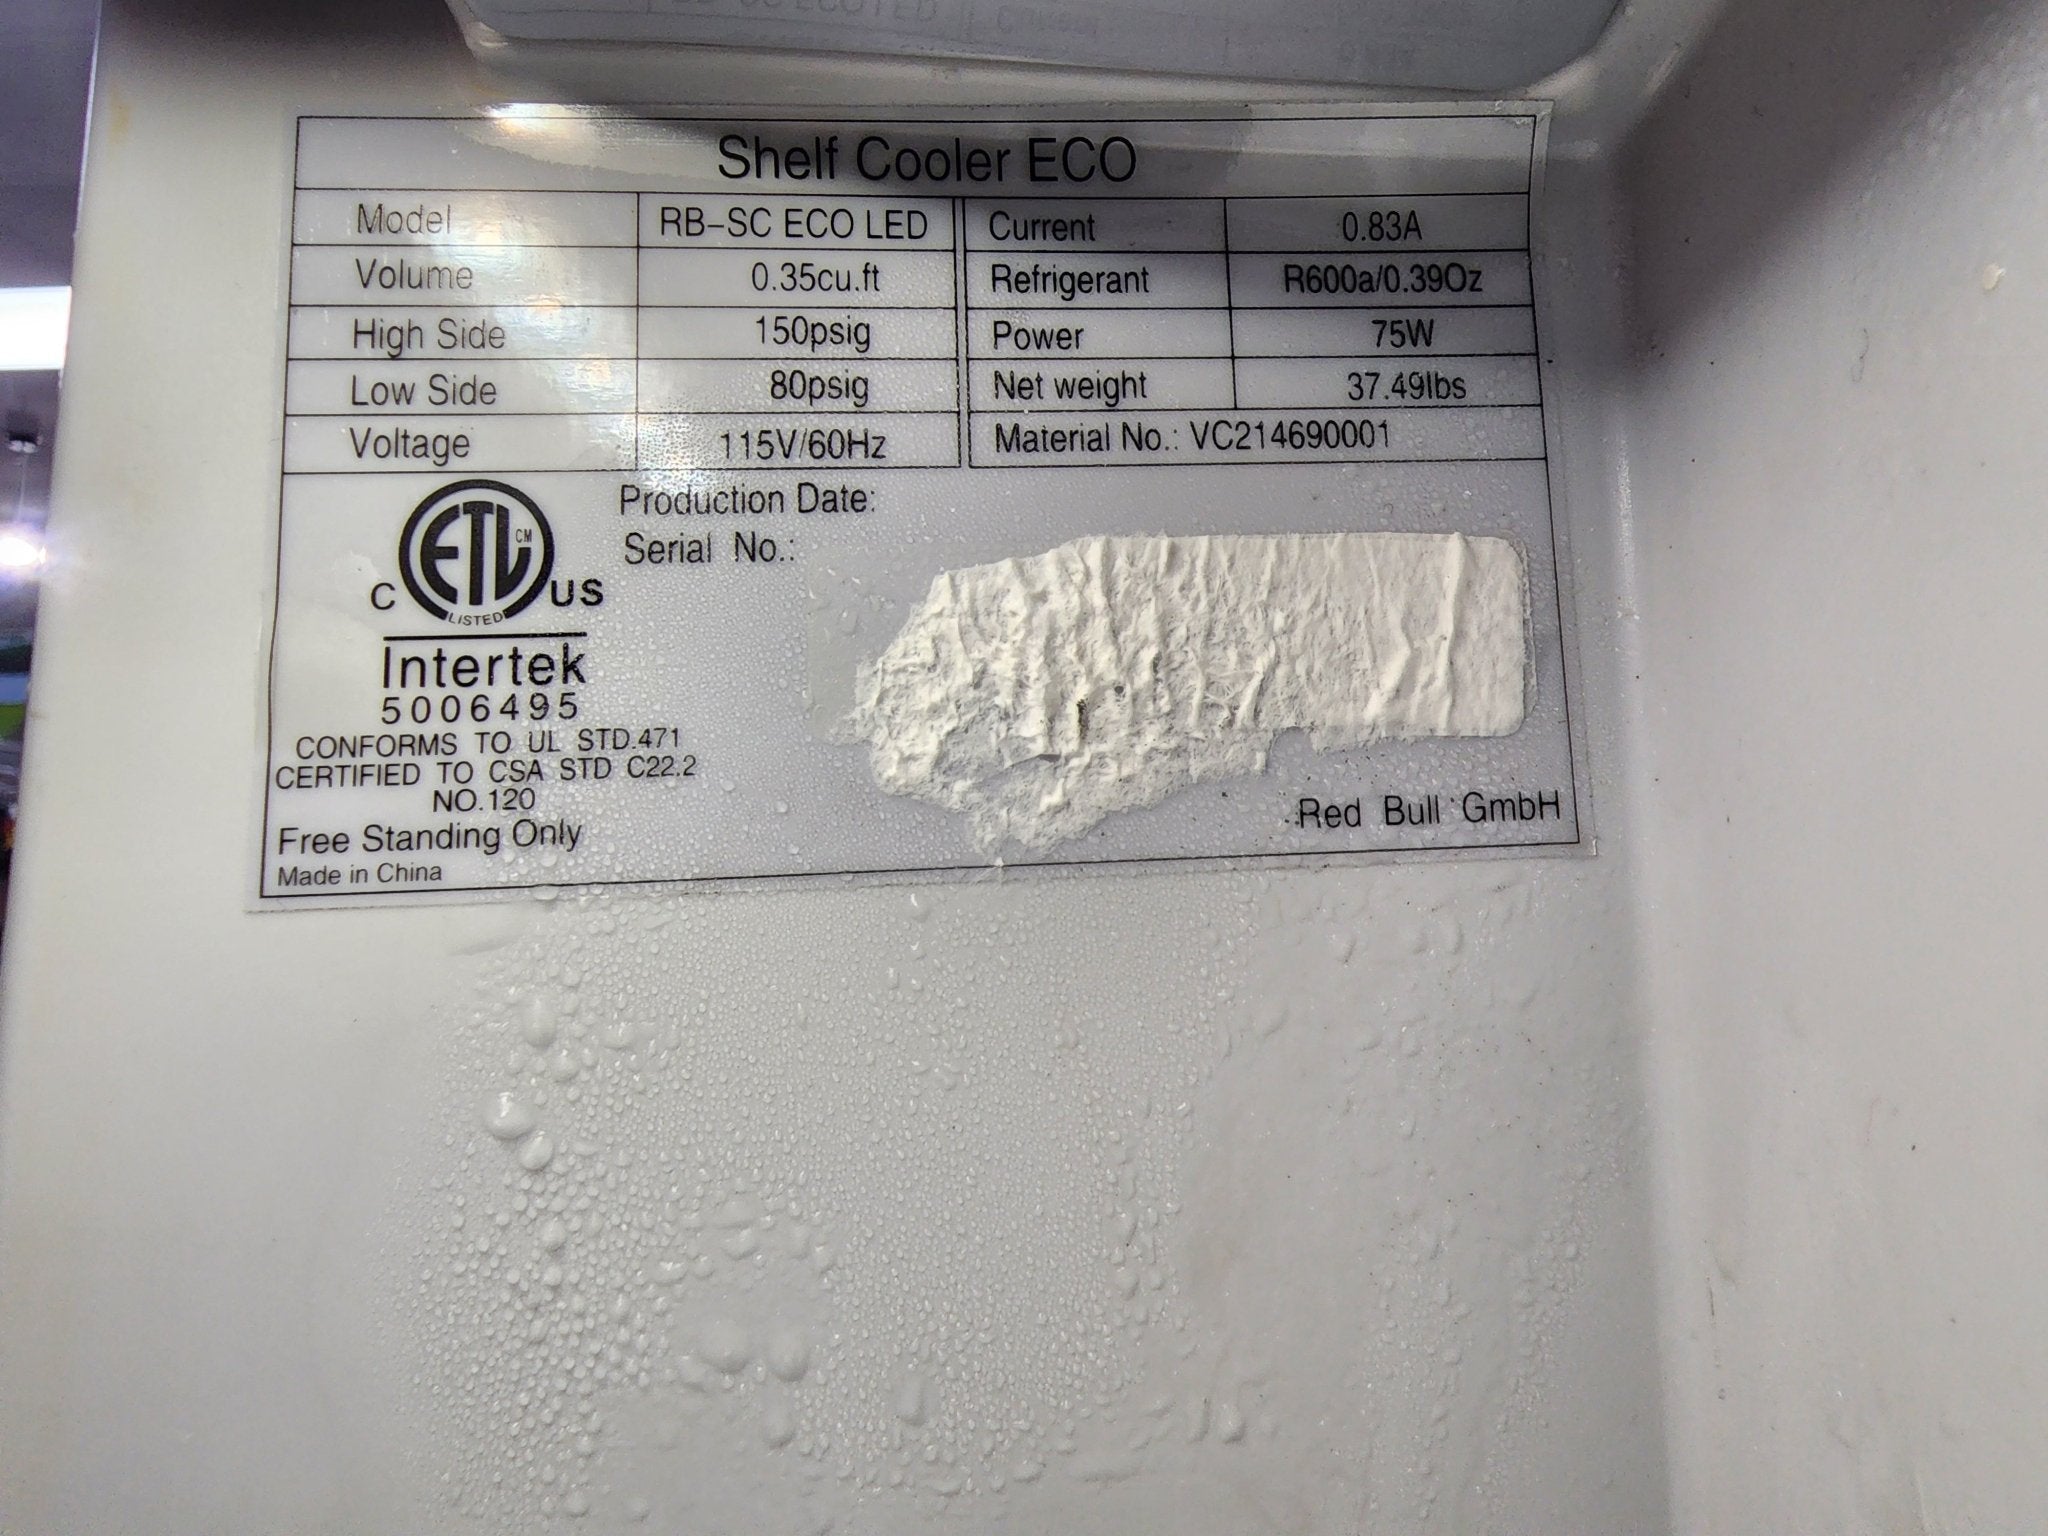 Shelf Cooler ECO
Model RB-SC ECO LED Current 0.83A
Volume 0.35cu.ft Refrigerant R600a/0.39Oz
High Side 150psig Power 75W
Low Side 80psig Net weight 37.49lbs
Voltage 115V/60Hz Material No.: VC214690001
Production Date:
Serial No.:
C ETL CM US
LISTED
Intertek
5006495
CONFORMS TO UL STD.471
CERTIFIED TO CSA STD C22.2
NO.120
Free Standing Only
Made in China
Red Bull GmbH